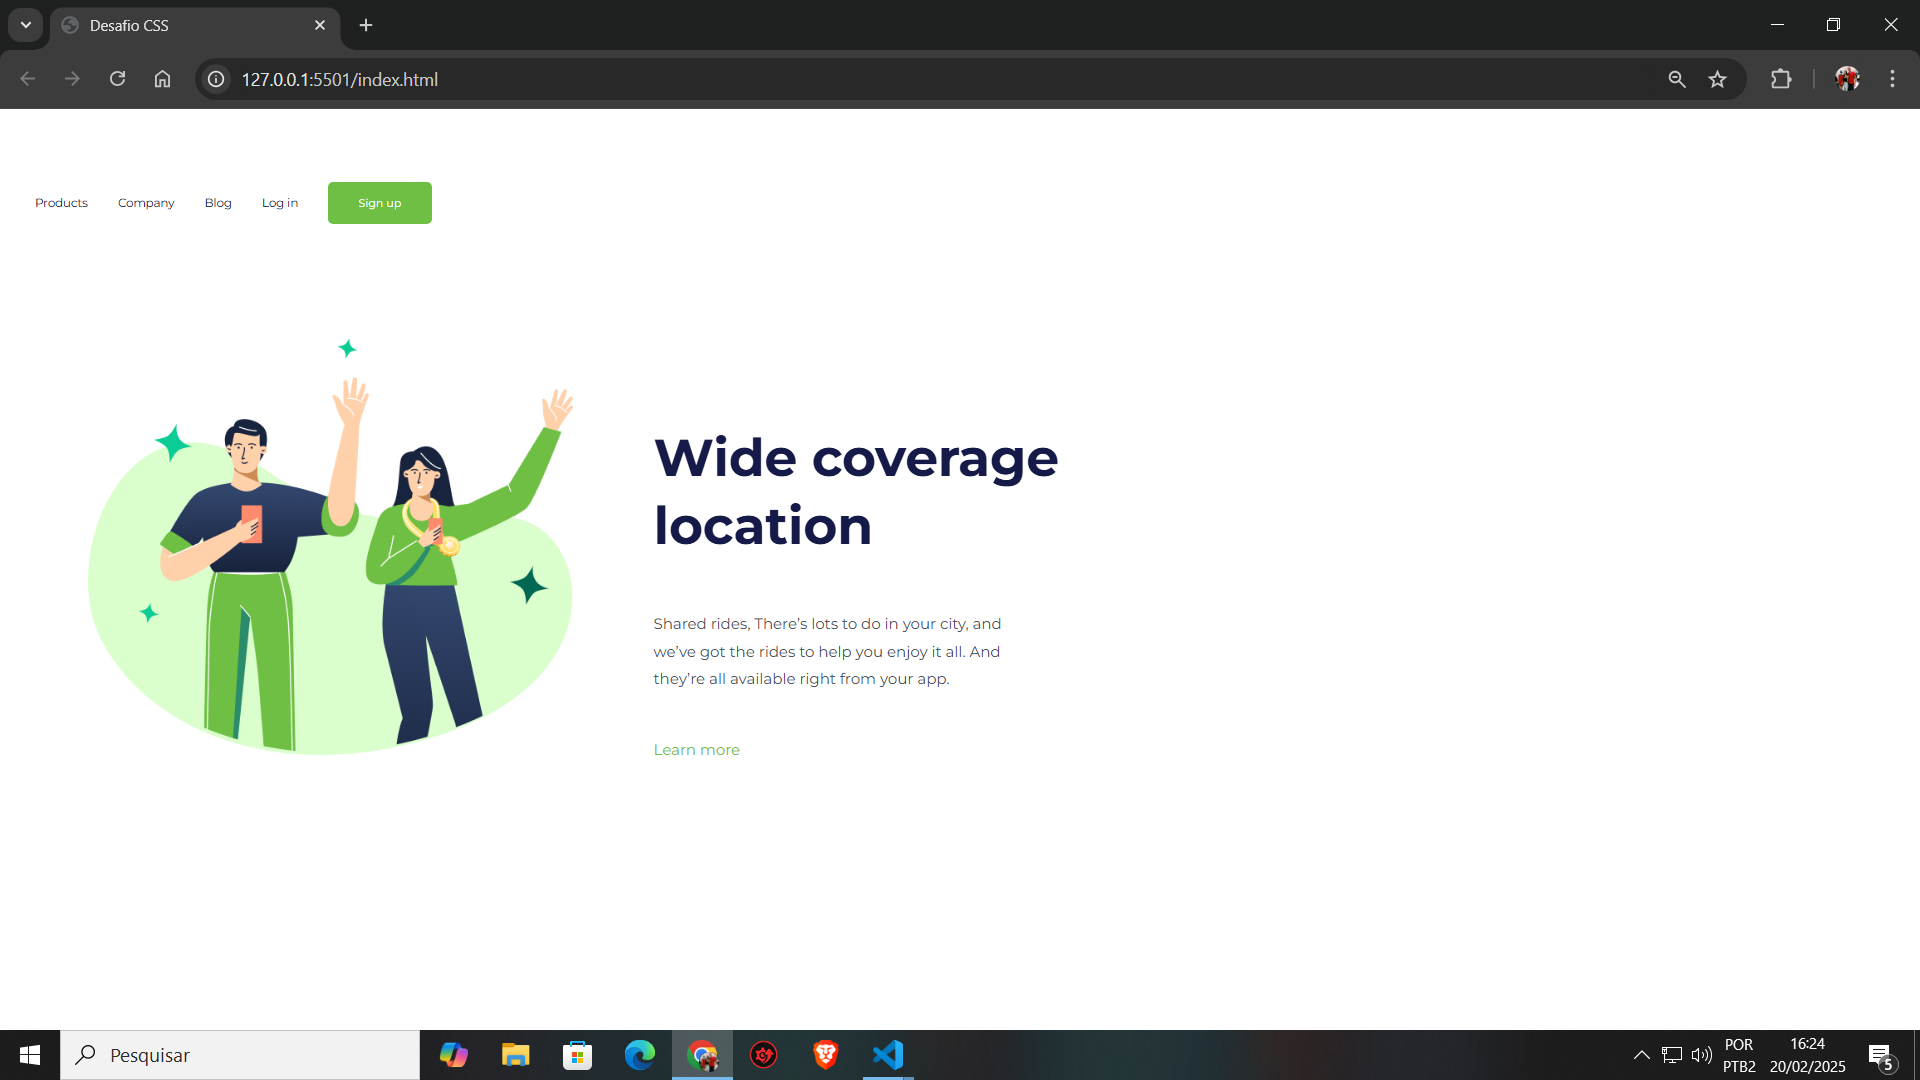 Desafio CSS
127.0.0.1:5501/index.html
Products Company Blog Log in Sign up
Wide coverage
location
Shared rides, There’s lots to do in your city, and
we’ve got the rides to help you enjoy it all. And
they’re all available right from your app.
Learn more
Pesquisar
POR
PTB2
16:24
20/02/2025
5